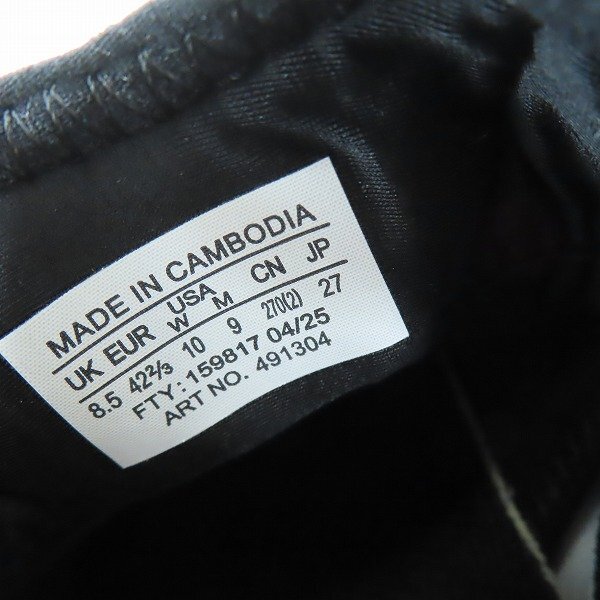 MADE IN CAMBODIA
USA
UK EUR W M CN JP
8.5 42⅔ 10 9 270(2) 27
FTY: 159817 04/25
ART NO. 491304